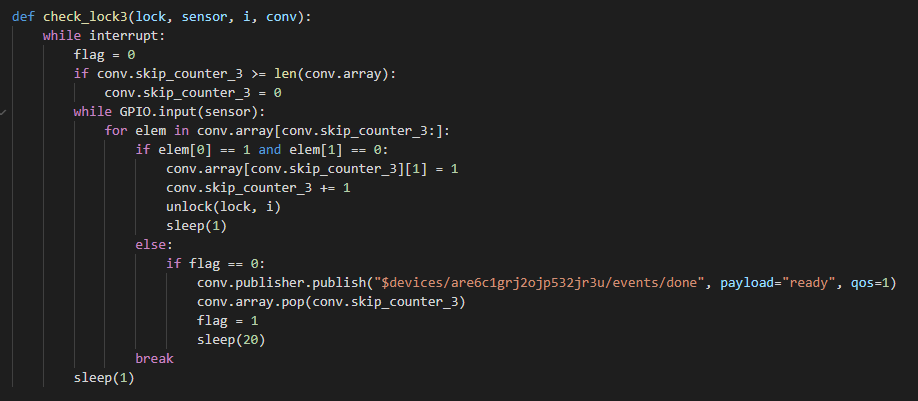 def check_lock3(lock, sensor, i, conv):
    while interrupt:
        flag = 0
        if conv.skip_counter_3 >= len(conv.array):
            conv.skip_counter_3 = 0
        while GPIO.input(sensor):
            for elem in conv.array[conv.skip_counter_3:]:
                if elem[0] == 1 and elem[1] == 0:
                    conv.array[conv.skip_counter_3][1] = 1
                    conv.skip_counter_3 += 1
                    unlock(lock, i)
                    sleep(1)
                else:
                    if flag == 0:
                        conv.publisher.publish("$devices/are6c1grj2ojp532jr3u/events/done", payload="ready", qos=1)
                        conv.array.pop(conv.skip_counter_3)
                        flag = 1
                        sleep(20)
                break
        sleep(1)